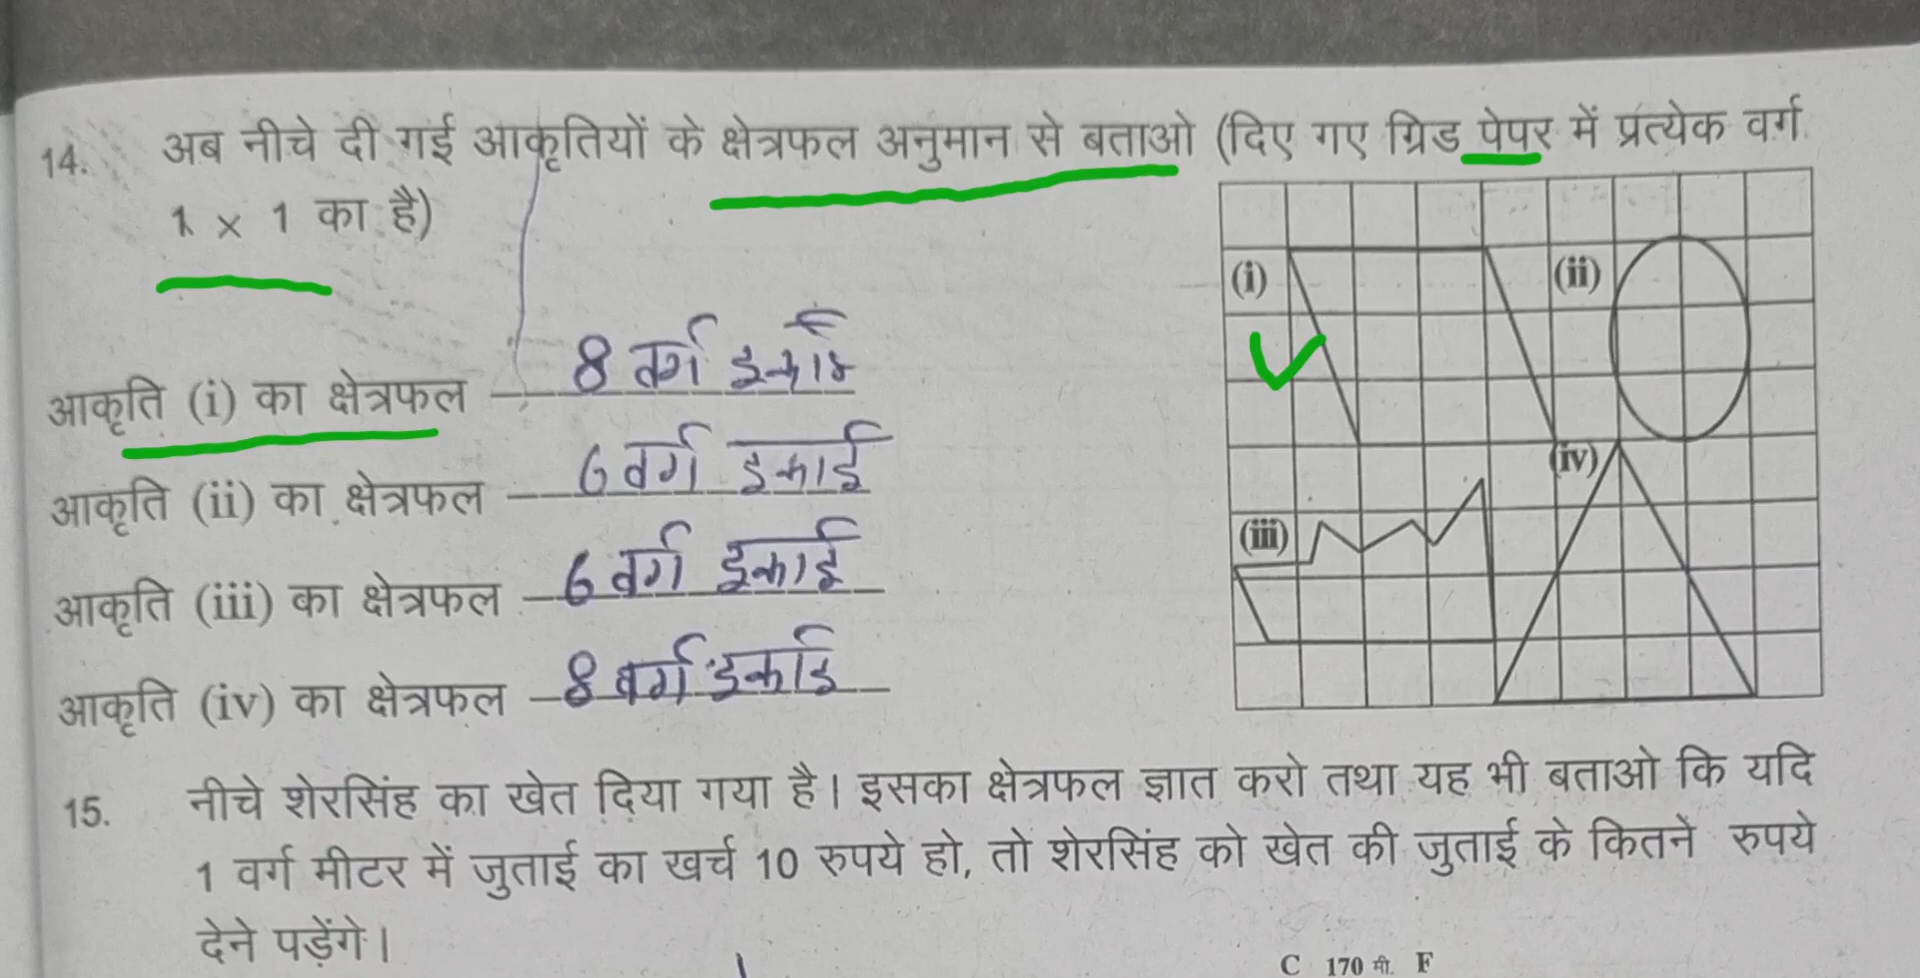 14. अब नीचे दी गई आकृतियों के क्षेत्रफल अनुमान से बताओ (दिए गए ग्रिड पेपर में प्रत्येक वर्ग
1 × 1 का है)
(i) (ii)
आकृति (i) का क्षेत्रफल 8 वर्ग इकाई
आकृति (ii) का क्षेत्रफल 6 वर्ग इकाई
(iv)
(iii)
आकृति (iii) का क्षेत्रफल 6 वर्ग इकाई
आकृति (iv) का क्षेत्रफल 8 वर्ग इकाई
15. नीचे शेरसिंह का खेत दिया गया है। इसका क्षेत्रफल ज्ञात करो तथा यह भी बताओ कि यदि
1 वर्ग मीटर में जुताई का खर्च 10 रुपये हो, तो शेरसिंह को खेत की जुताई के कितने रुपये
देने पड़ेंगे।
C 170 मी. F